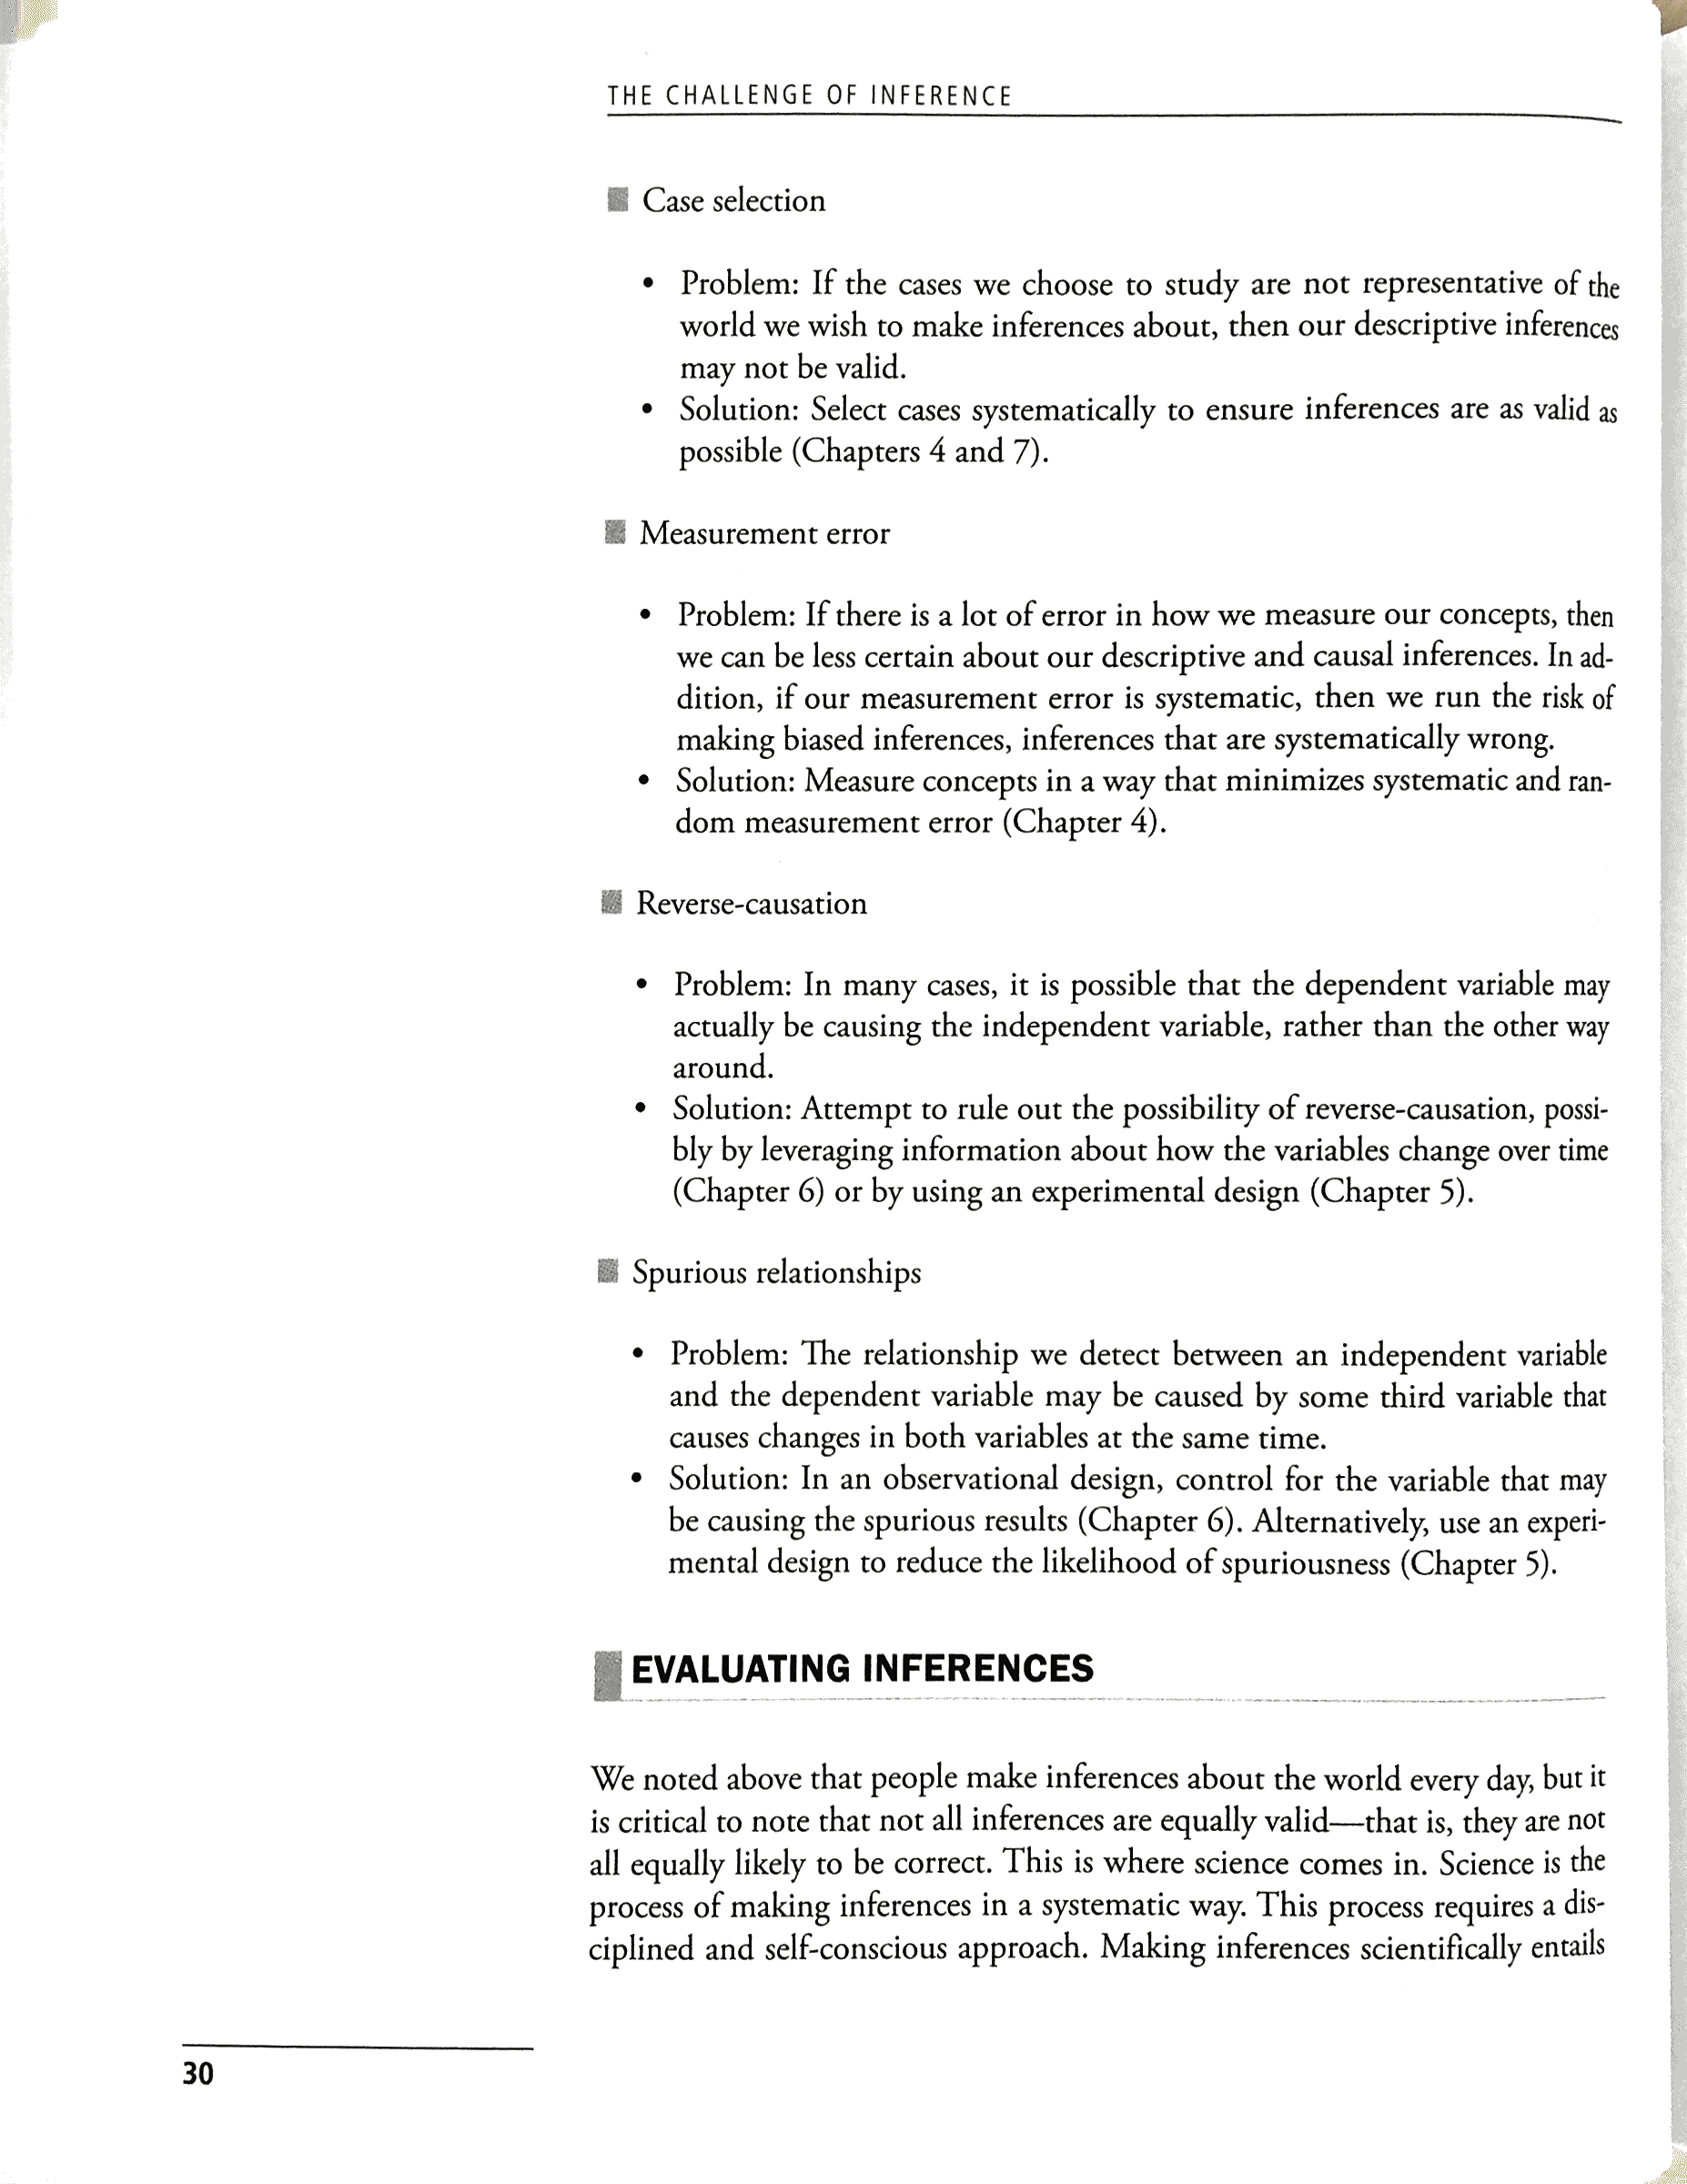 THE CHALLENGE OF INFERENCE
Case selection
• Problem: If the cases we choose to study are not representative of the
world we wish to make inferences about, then our descriptive inferences
may not be valid.
• Solution: Select cases systematically to ensure inferences are as valid as
possible (Chapters 4 and 7).
Measurement error
• Problem: If there is a lot of error in how we measure our concepts, then
we can be less certain about our descriptive and causal inferences. In ad-
dition, if our measurement error is systematic, then we run the risk of
making biased inferences, inferences that are systematically wrong.
• Solution: Measure concepts in a way that minimizes systematic and ran-
dom measurement error (Chapter 4).
Reverse-causation
• Problem: In many cases, it is possible that the dependent variable may
actually be causing the independent variable, rather than the other way
around.
• Solution: Attempt to rule out the possibility of reverse-causation, possi-
bly by leveraging information about how the variables change over time
(Chapter 6) or by using an experimental design (Chapter 5).
Spurious relationships
• Problem: The relationship we detect between an independent variable
and the dependent variable may be caused by some third variable that
causes changes in both variables at the same time.
• Solution: In an observational design, control for the variable that may
be causing the spurious results (Chapter 6). Alternatively, use an experi-
mental design to reduce the likelihood of spuriousness (Chapter 5).
EVALUATING INFERENCES
We noted above that people make inferences about the world every day, but it
is critical to note that not all inferences are equally valid—that is, they are not
all equally likely to be correct. This is where science comes in. Science is the
process of making inferences in a systematic way. This process requires a dis-
ciplined and self-conscious approach. Making inferences scientifically entails
30